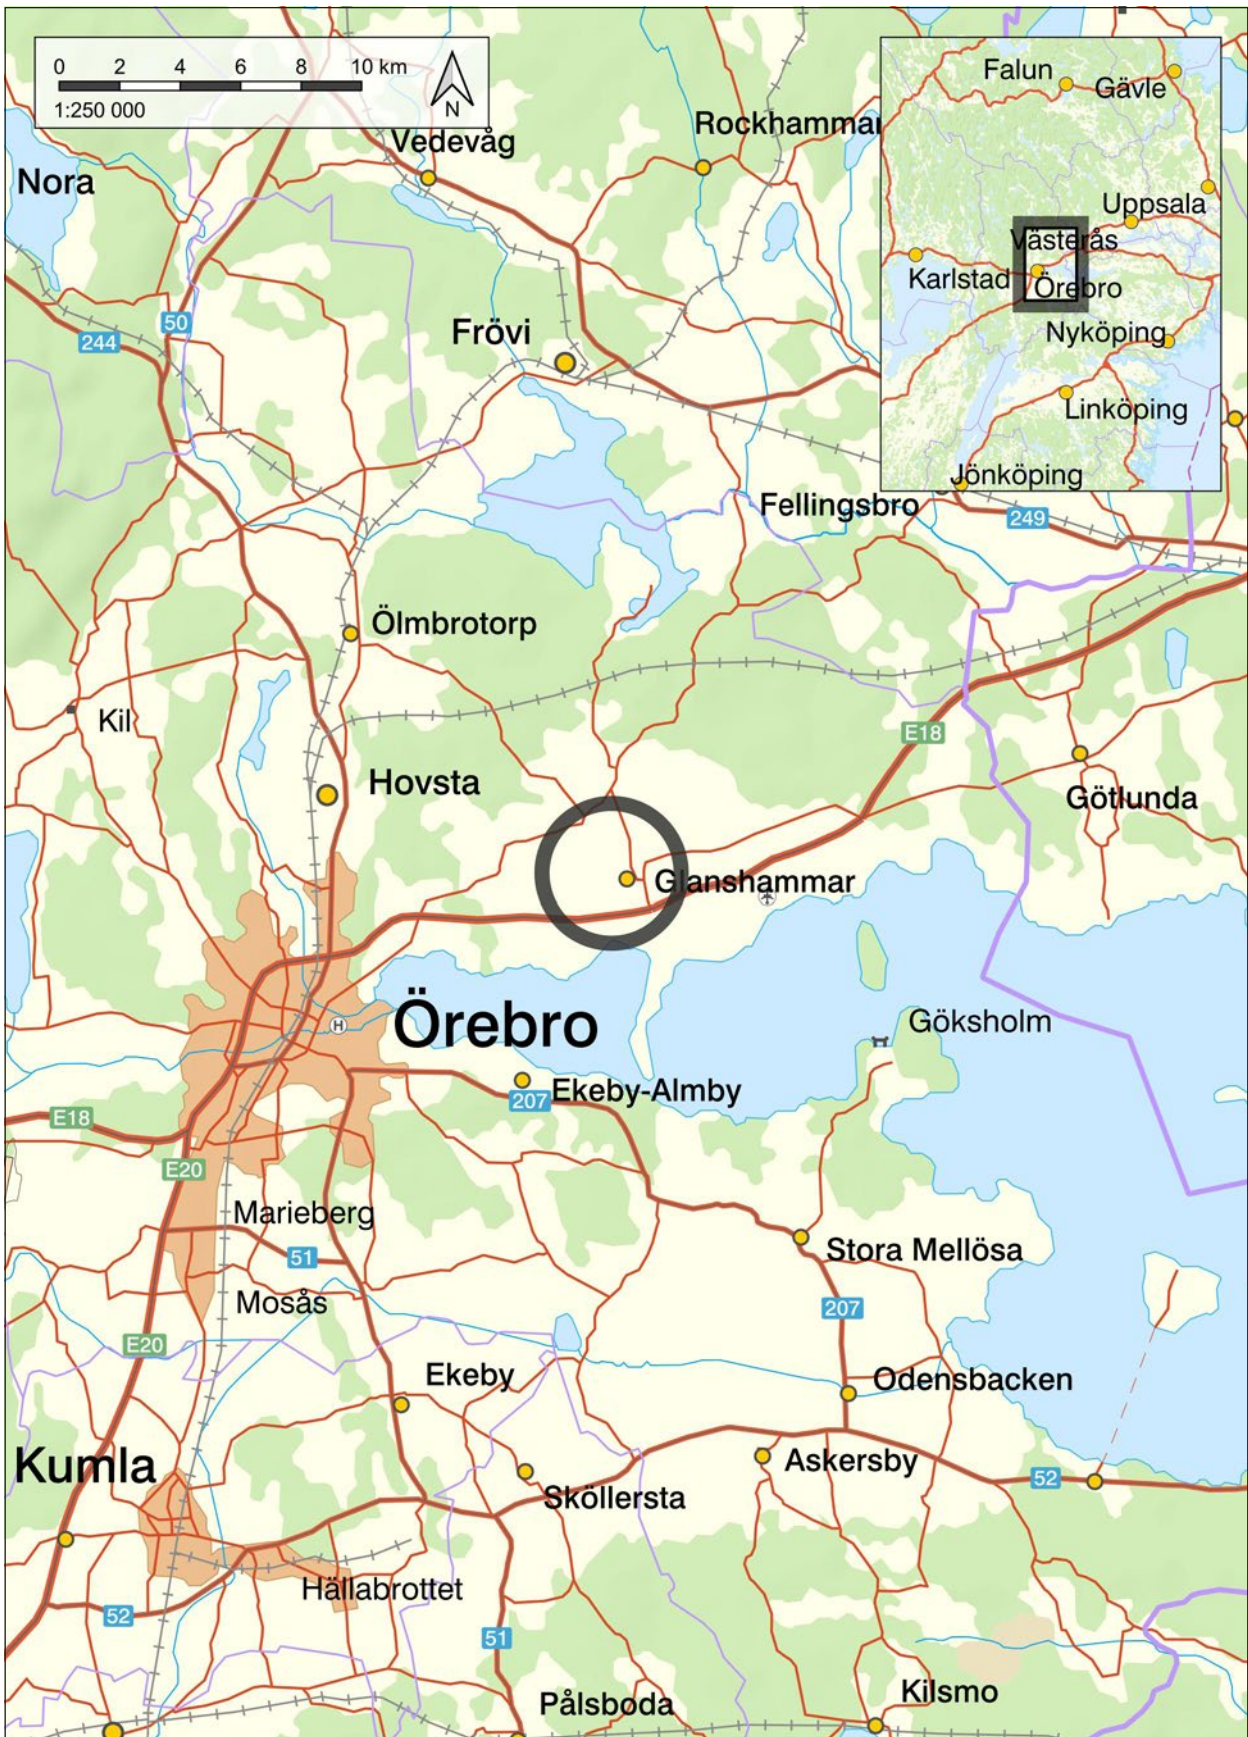 0 2 4 6 8 10 km
1:250 000
N
Falun
Gävle
Vedevåg
Rockhammar
Nora
Uppsala
Västerås
Karlstad
Örebro
50
Frövi
Nyköping
244
Linköping
Jönköping
Fellingsbro
249
Ölmbrotorp
Kil
E18
Hovsta
Götlunda
Glanshammar
Örebro
H
Göksholm
Ekeby-Almby
207
E18
E20
Marieberg
51
Stora Mellösa
Mosås
207
E20
Ekeby
Odensbacken
Kumla
Askersby
52
Sköllersta
Hällabrottet
52
51
Kilsmo
Pålsboda